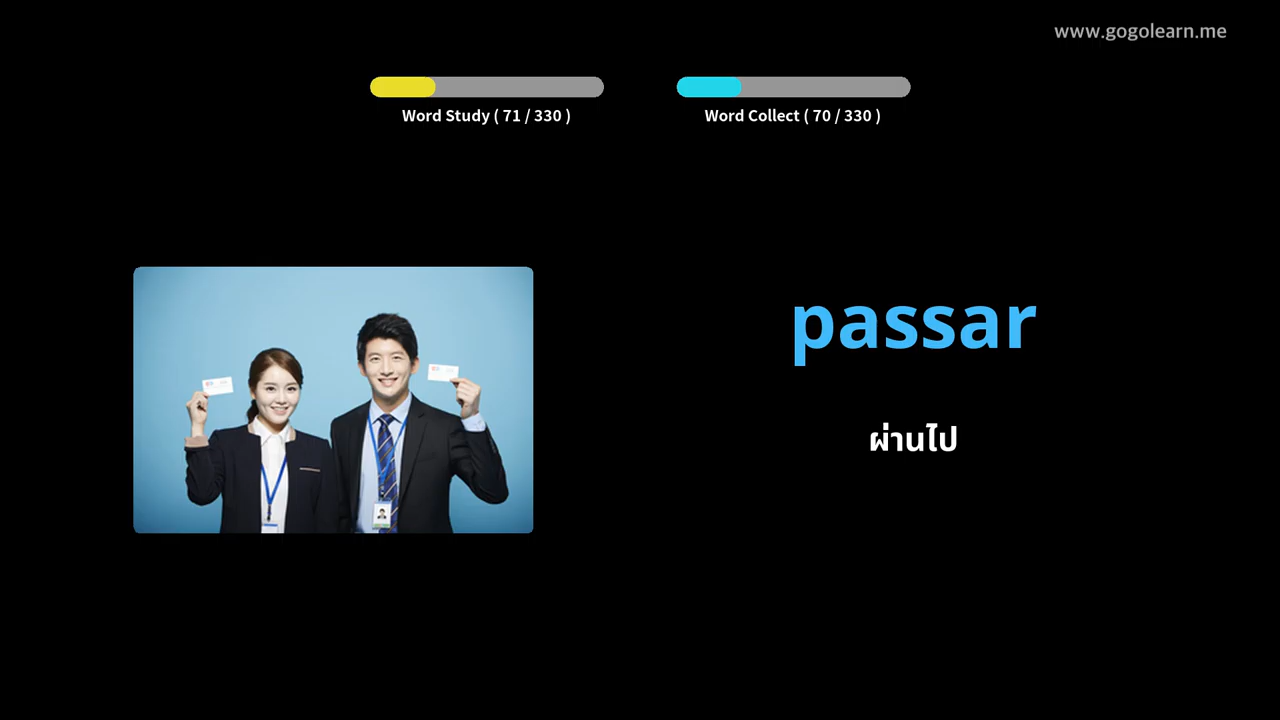 www.gogolearn.me
Word Study ( 71 / 330 )
Word Collect ( 70 / 330 )
passar
ผ่านไป